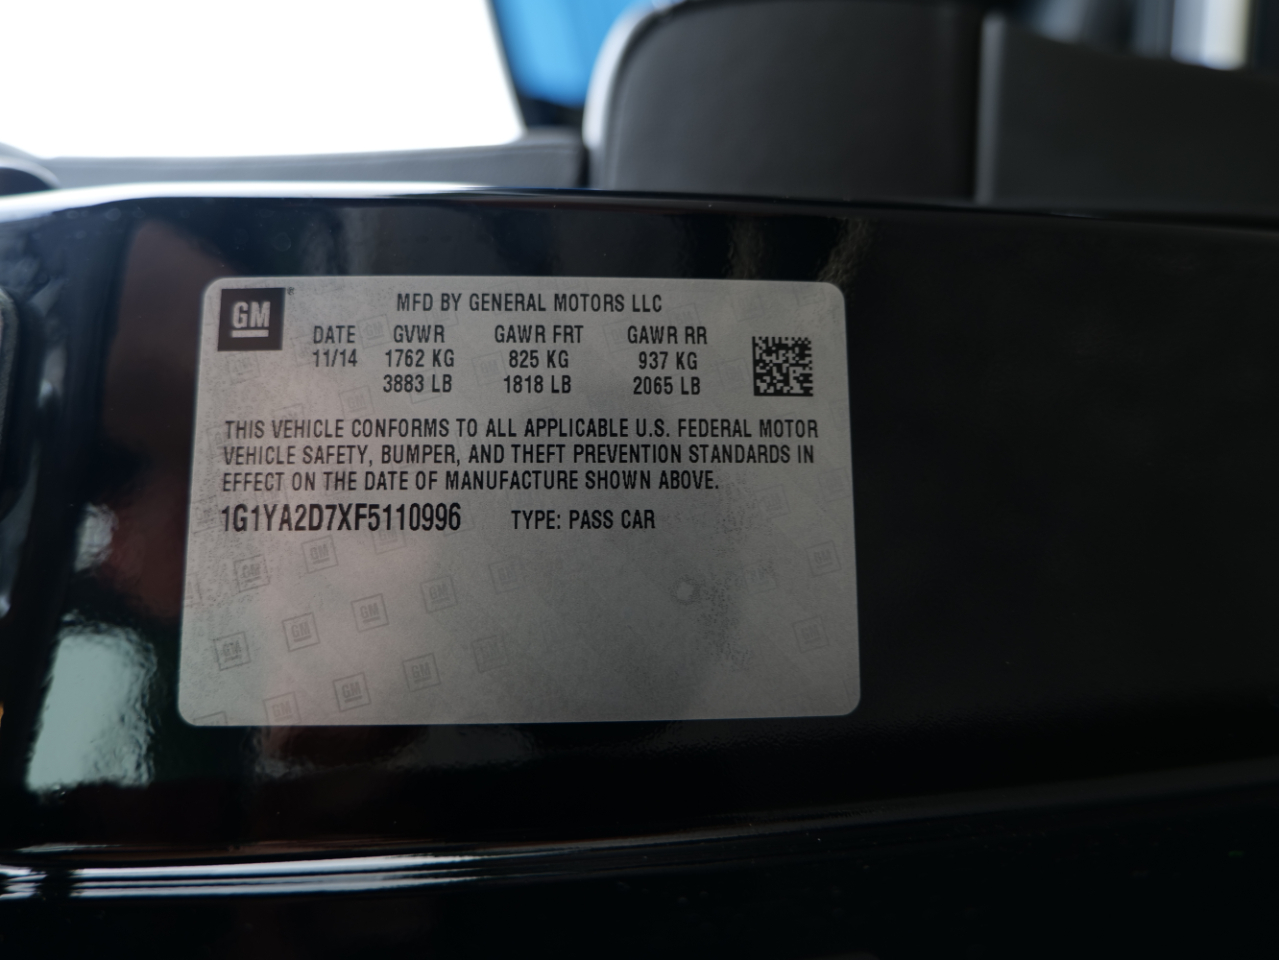 GM
MFD BY GENERAL MOTORS LLC
DATE GVWR GAWR FRT GAWR RR
11/14 1762 KG 825 KG 937 KG
3883 LB 1818 LB 2065 LB
THIS VEHICLE CONFORMS TO ALL APPLICABLE U.S. FEDERAL MOTOR
VEHICLE SAFETY, BUMPER, AND THEFT PREVENTION STANDARDS IN
EFFECT ON THE DATE OF MANUFACTURE SHOWN ABOVE.
1G1YA2D7XF5110996 TYPE: PASS CAR